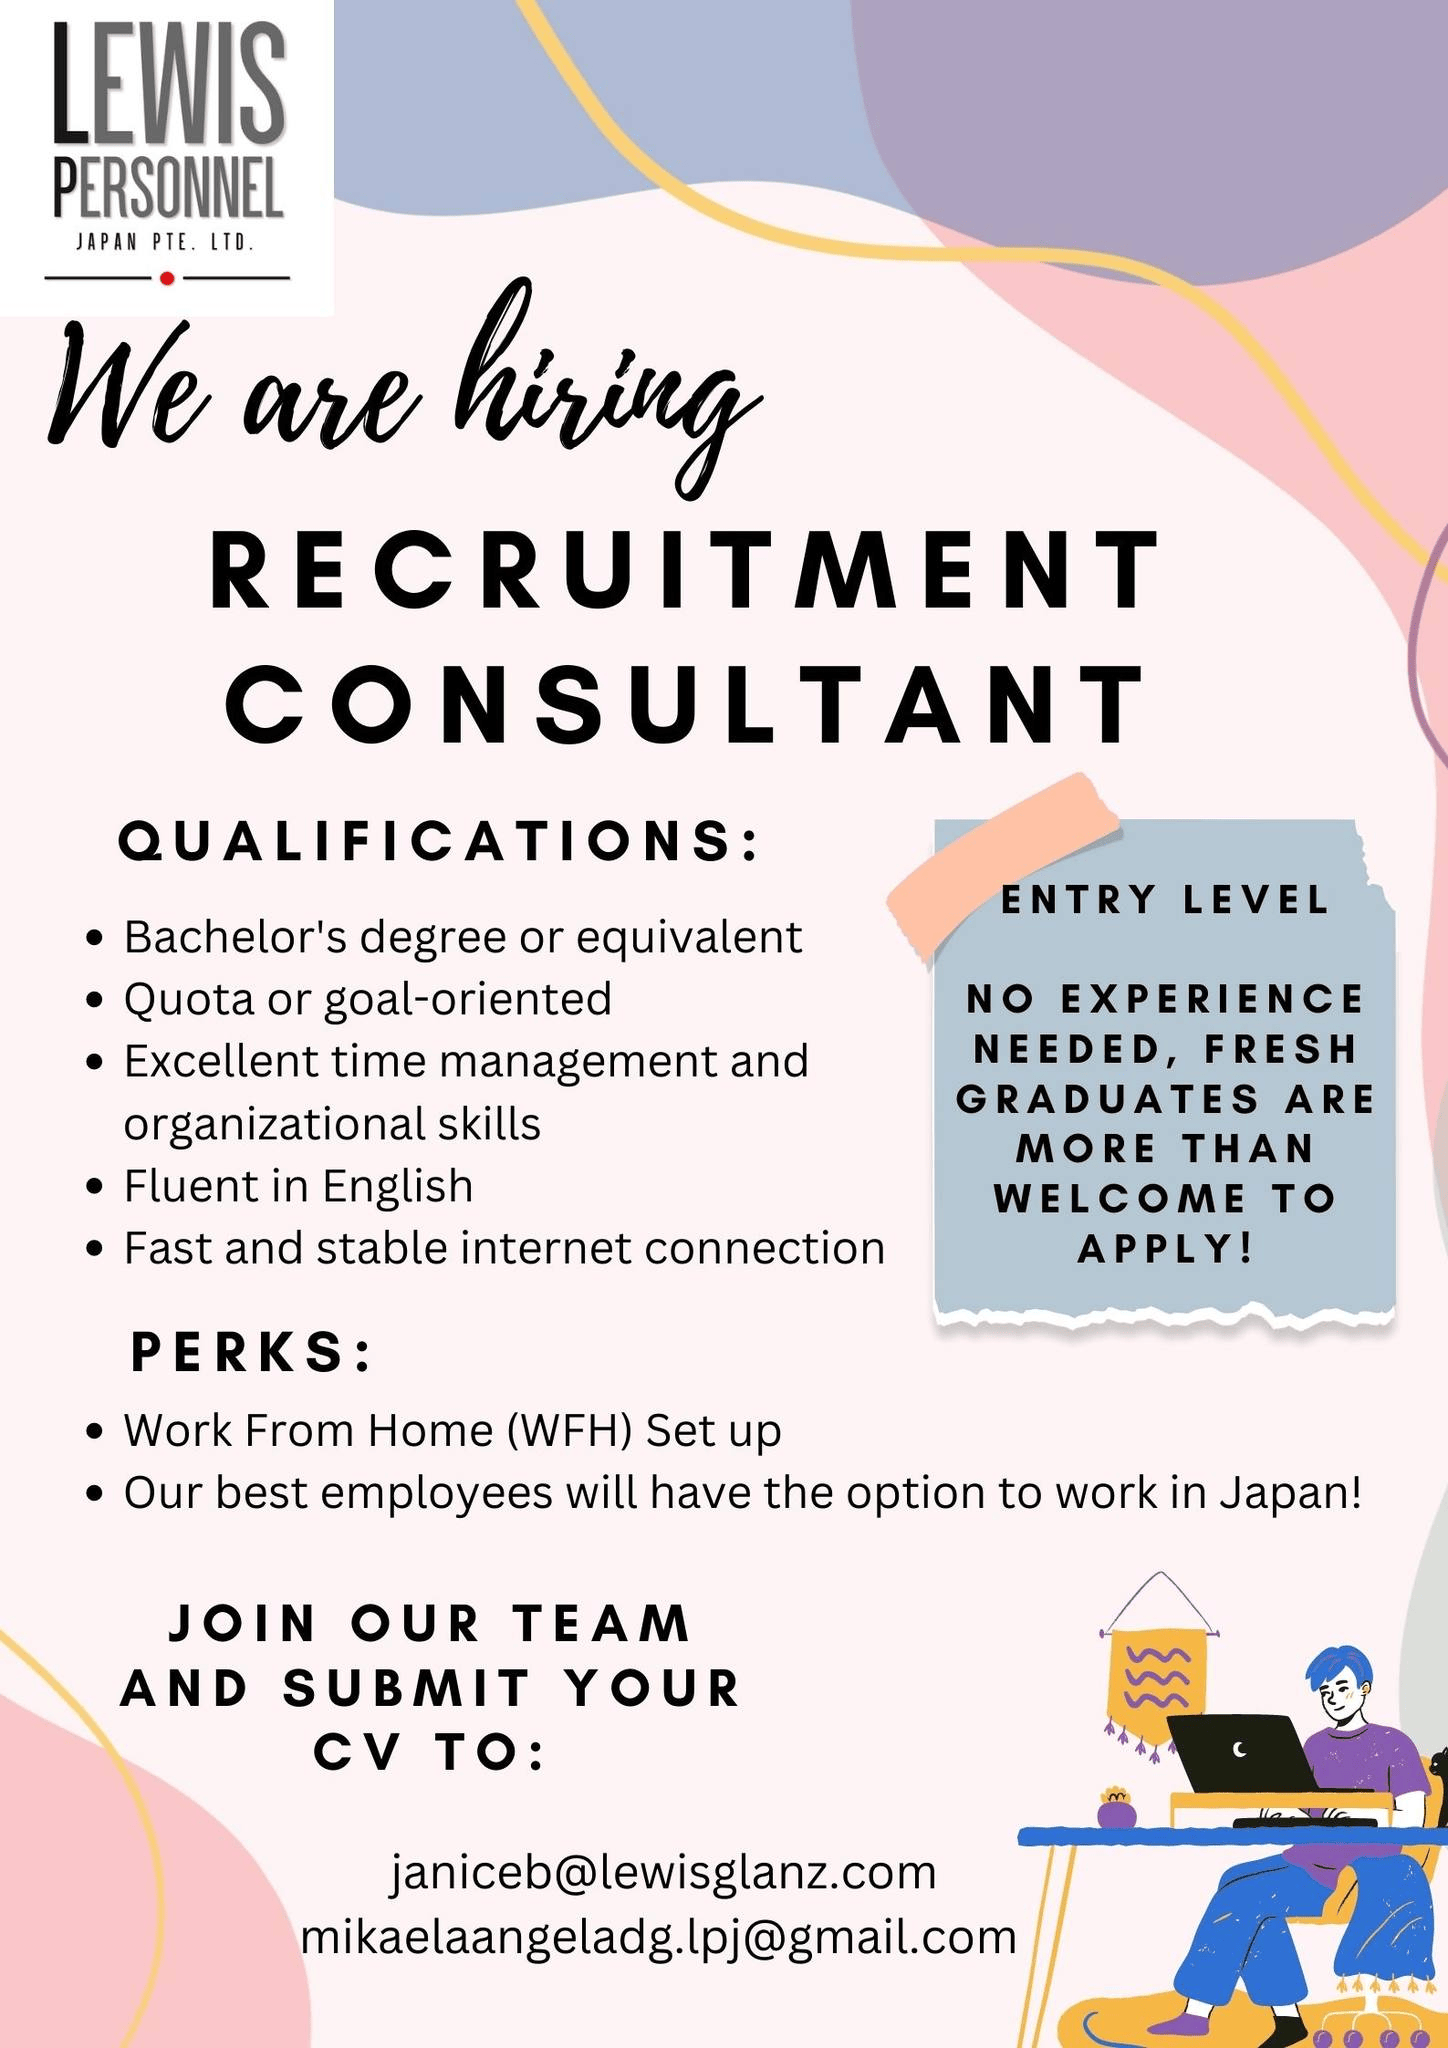 LEWIS
PERSONNEL
JAPAN PTE. LTD.
We are hiring
RECRUITMENT
CONSULTANT
QUALIFICATIONS:
• Bachelor's degree or equivalent
• Quota or goal-oriented
• Excellent time management and
organizational skills
• Fluent in English
• Fast and stable internet connection
ENTRY LEVEL
NO EXPERIENCE
NEEDED, FRESH
GRADUATES ARE
MORE THAN
WELCOME TO
APPLY!
PERKS:
• Work From Home (WFH) Set up
• Our best employees will have the option to work in Japan!
JOIN OUR TEAM
AND SUBMIT YOUR
CV TO:
janiceb@lewisglanz.com
mikaelaangeladg.lpj@gmail.com